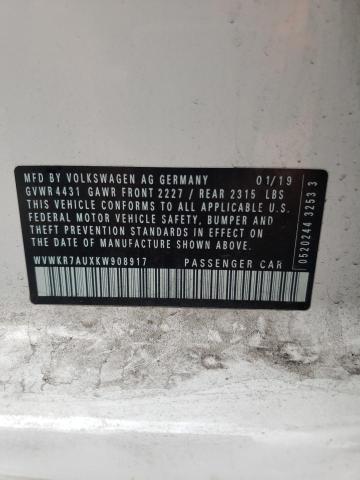 MFD BY VOLKSWAGEN AG GERMANY 01/19
GVWR 4431 GAWR FRONT 2227 / REAR 2315 LBS
THIS VEHICLE CONFORMS TO ALL APPLICABLE U.S.
FEDERAL MOTOR VEHICLE SAFETY, BUMPER AND
THEFT PREVENTION STANDARDS IN EFFECT ON
THE DATE OF MANUFACTURE SHOWN ABOVE.
WVWKR7AUXKW908917 PASSENGER CAR
0520244 3253 3